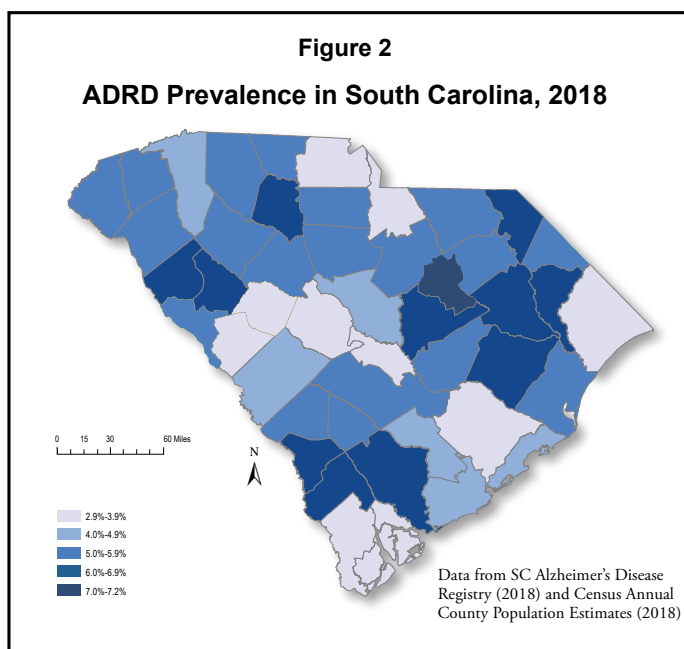 Figure 2
ADRD Prevalence in South Carolina, 2018
0 15 30 60 Miles
N
2.9%-3.9%
4.0%-4.9%
5.0%-5.9%
6.0%-6.9%
7.0%-7.2%
Data from SC Alzheimer's Disease
Registry (2018) and Census Annual
County Population Estimates (2018)